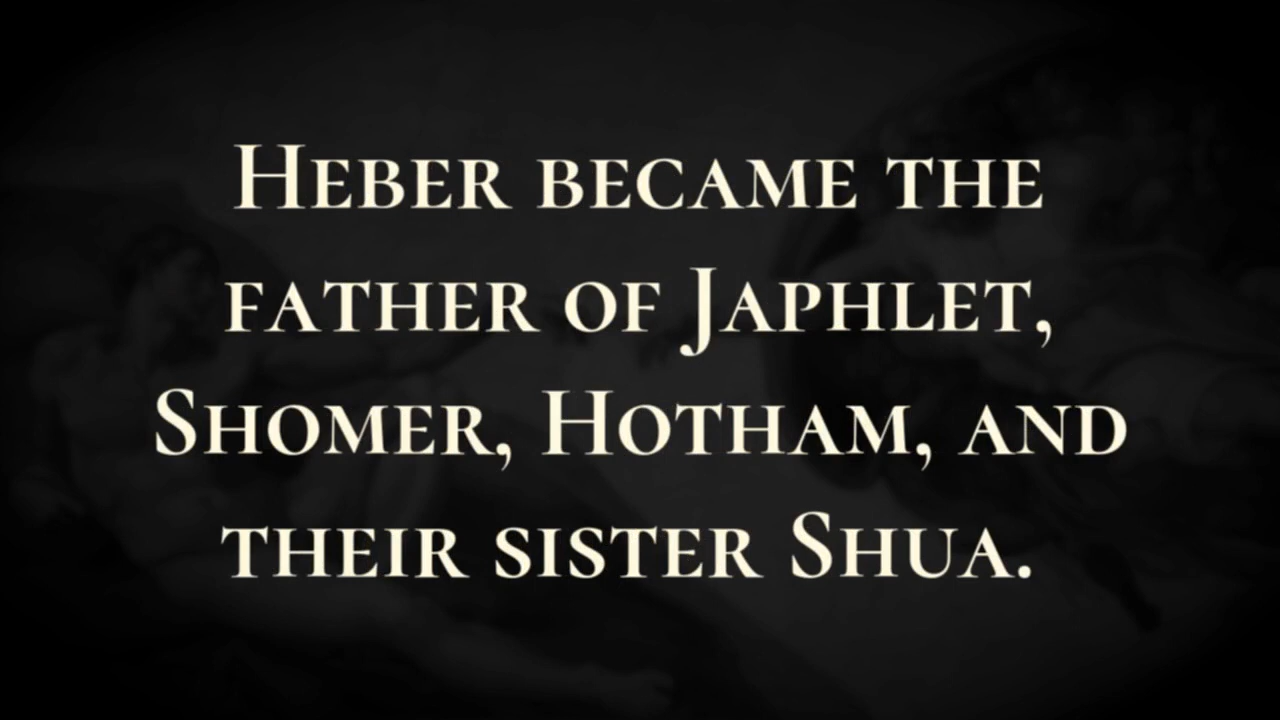 Heber became the
father of Japhlet,
Shomer, Hotham, and
their sister Shua.